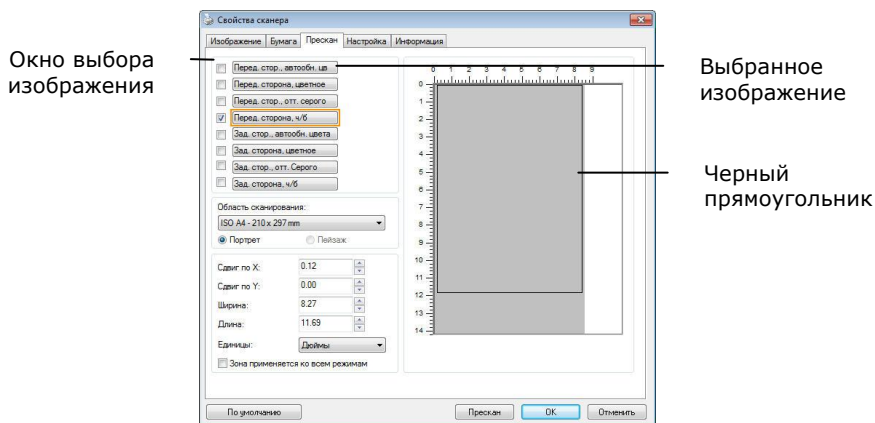 Окно выбора
изображения
Свойства сканера
Изображение Бумага Прескан Настройка Информация
Перед. стор., автообн. цв
Перед. сторона, цветное
Перед. стор., отт. серого
Перед. сторона, ч/б
Зад. стор., автообн. цвета
Зад. сторона, цветное
Зад. стор., отт. Серого
Зад. сторона, ч/б
Область сканирования:
ISO A4 - 210 x 297 mm
Портрет Пейзаж
Сдвиг по X: 0.12
Сдвиг по Y: 0.00
Ширина: 8.27
Длина: 11.69
Единицы: Дюймы
Зона применяется ко всем режимам
0 1 2 3 4 5 6 7 8 9
0
1
2
3
4
5
6
7
8
9
10
11
12
13
14
По умолчанию Прескан OK Отменить
Выбранное
изображение
Черный
прямоугольник